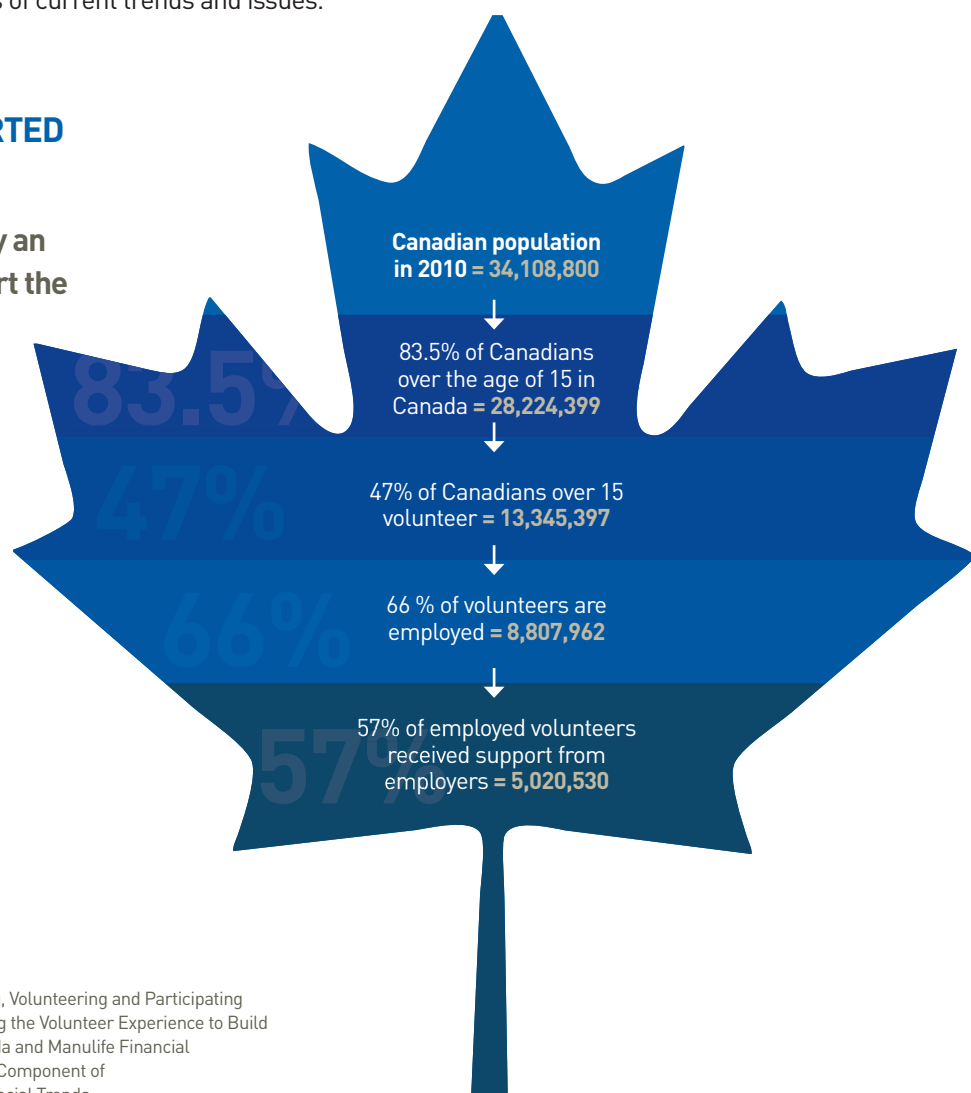 s of current trends and issues.
RTED
y an
rt the
Canadian population
in 2010 = 34,108,800
83.5%
83.5% of Canadians
over the age of 15 in
Canada = 28,224,399
47%
47% of Canadians over 15
volunteer = 13,345,397
66%
66 % of volunteers are
employed = 8,807,962
57%
57% of employed volunteers
received support from
employers = 5,020,530
, Volunteering and Participating
g the Volunteer Experience to Build
da and Manulife Financial
Component of
cial Trends